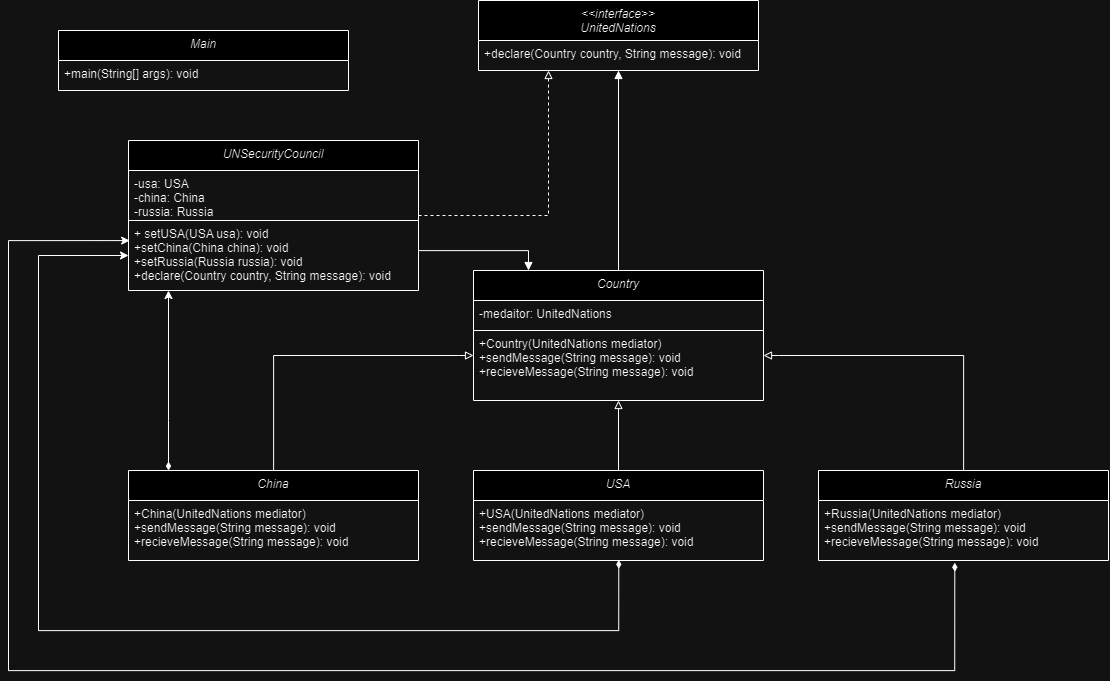 <<interface>>
UnitedNations
+declare(Country country, String message): void
Main
+main(String[] args): void
UNSecurityCouncil
-usa: USA
-china: China
-russia: Russia
+ setUSA(USA usa): void
+setChina(China china): void
+setRussia(Russia russia): void
+declare(Country country, String message): void
Country
-medaitor: UnitedNations
+Country(UnitedNations mediator)
+sendMessage(String message): void
+recieveMessage(String message): void
China
+China(UnitedNations mediator)
+sendMessage(String message): void
+recieveMessage(String message): void
USA
+USA(UnitedNations mediator)
+sendMessage(String message): void
+recieveMessage(String message): void
Russia
+Russia(UnitedNations mediator)
+sendMessage(String message): void
+recieveMessage(String message): void